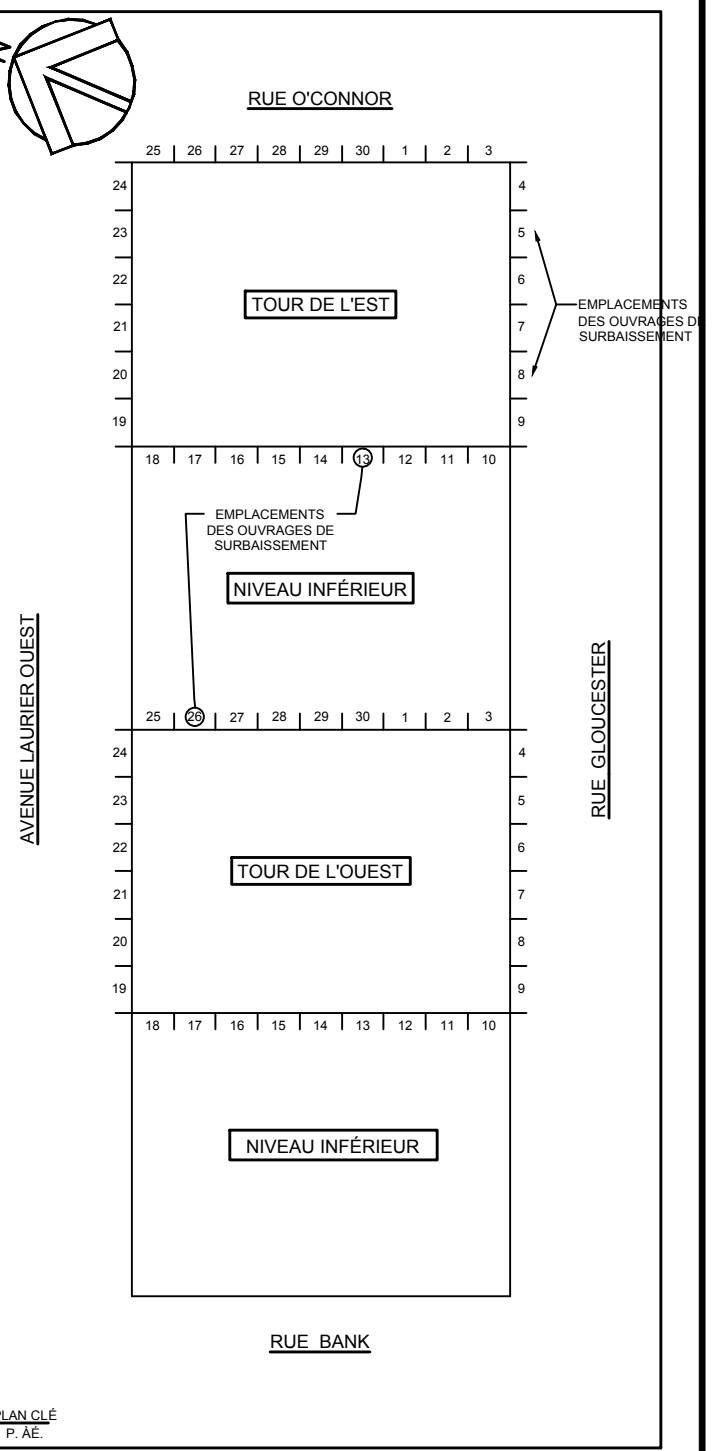 RUE O'CONNOR
25 26 27 28 29 30 1 2 3
24 4
23 5
22 6
EMPLACEMENTS
TOUR DE L'EST
DES OUVRAGES
SURBAISSEMENT
21 7
20 8
19 9
18 17 16 15 14 13 12 11 10
EMPLACEMENTS
DES OUVRAGES DE
SURBAISSEMENT
NIVEAU INFÉRIEUR
AVENUE LAURIER OUEST
RUE GLOUCESTER
25 26 27 28 29 30 1 2 3
24 4
23 5
22 6
TOUR DE L'OUEST
21 7
20 8
19 9
18 17 16 15 14 13 12 11 10
NIVEAU INFÉRIEUR
RUE BANK
CLÉ
P. ÀÉ.